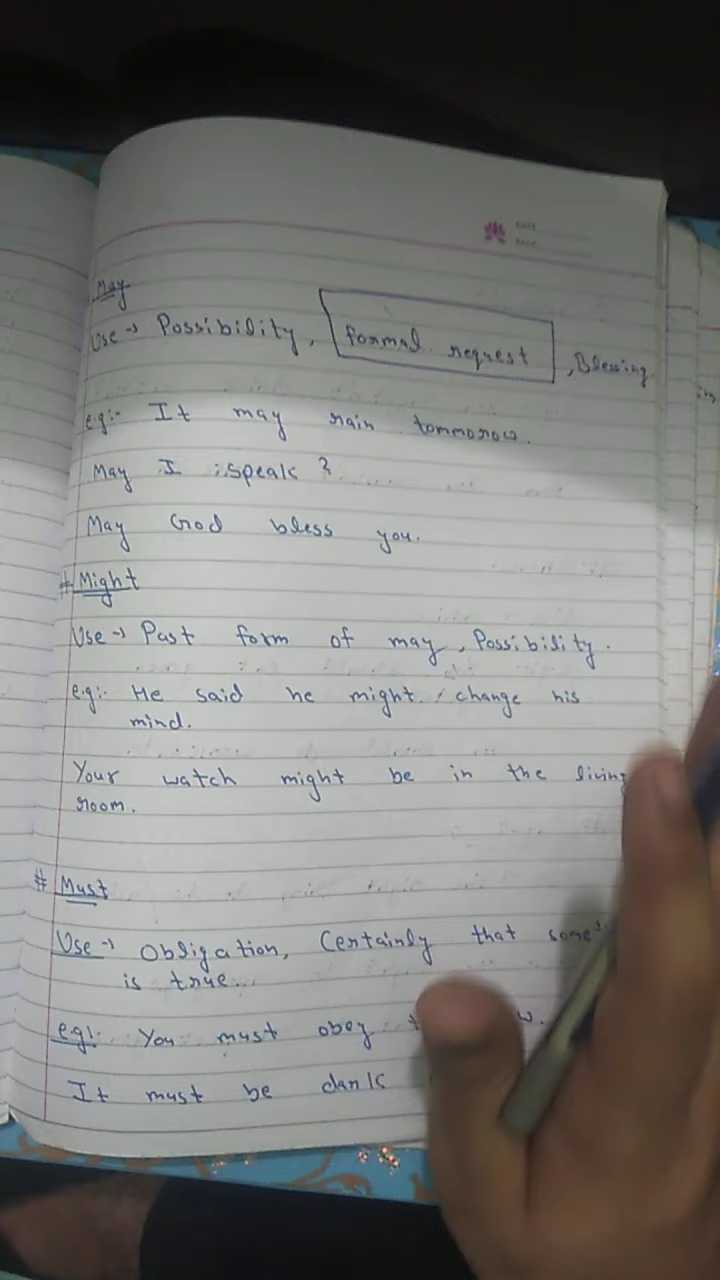 May
Use → Possibility, formal request, Blessing
e.g:- It may rain tommorow.
May I speak ?
May God bless you.
# Might
Use → Past form of may, Possibility.
e.g:- He said he might change his
mind.
Your watch might be in the living
room.
# Must
Use → Obligation, Certainly that
is true.
e.g:- You must obey
It must be dark